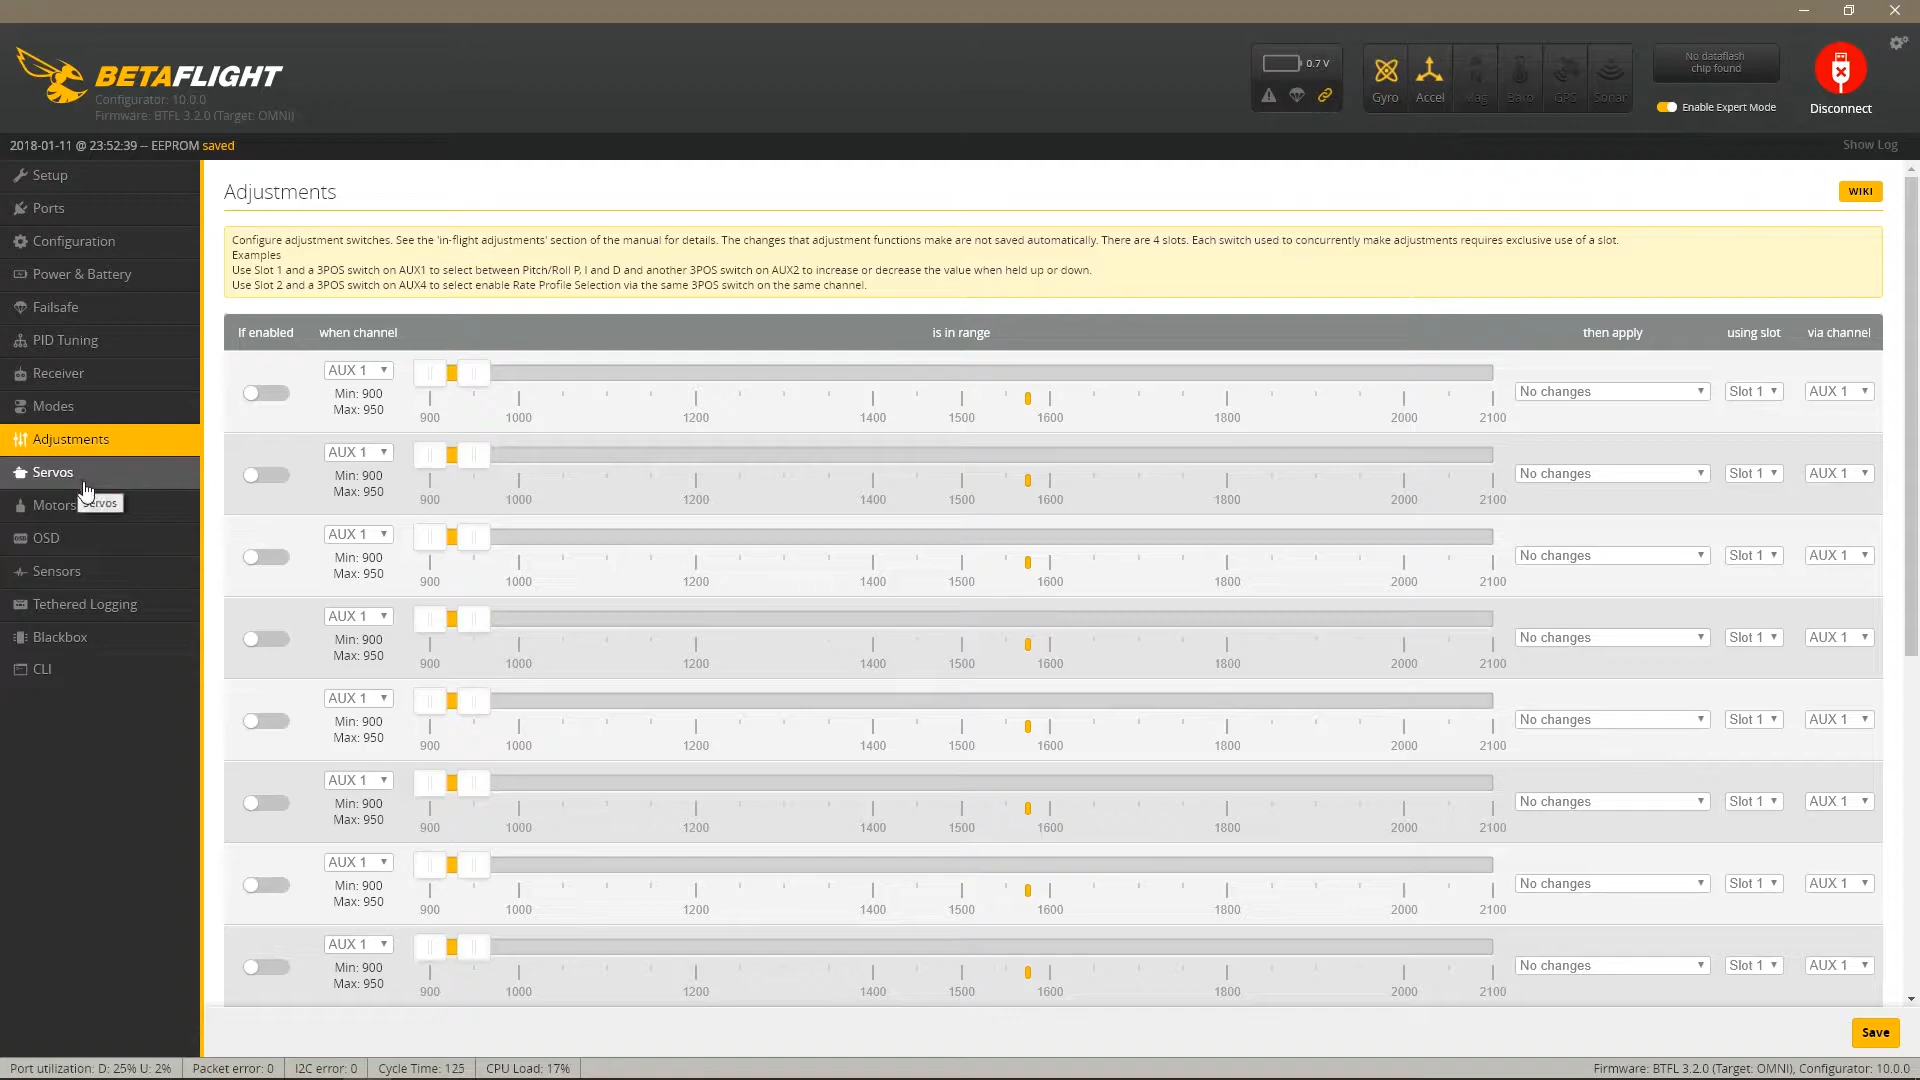 BETAFLIGHT
Configurator: 10.0.0
Firmware: BTFL 3.2.0 (Target: OMNI)
0.7 V
Gyro
Accel
Mag
Baro
GPS
Sonar
No dataflash
chip found
Enable Expert Mode
Disconnect
2018-01-11 @ 23:52:39 -- EEPROM saved
Show Log
Setup
Ports
Configuration
Power & Battery
Failsafe
PID Tuning
Receiver
Modes
Adjustments
Servos
Motors
Servos
OSD
Sensors
Tethered Logging
Blackbox
CLI
Adjustments
WIKI
Configure adjustment switches. See the 'in-flight adjustments' section of the manual for details. The changes that adjustment functions make are not saved automatically. There are 4 slots. Each switch used to concurrently make adjustments requires exclusive use of a slot.
Examples
Use Slot 1 and a 3POS switch on AUX1 to select between Pitch/Roll P, I and D and another 3POS switch on AUX2 to increase or decrease the value when held up or down.
Use Slot 2 and a 3POS switch on AUX4 to select enable Rate Profile Selection via the same 3POS switch on the same channel.
If enabled when channel is in range then apply using slot via channel
AUX 1
Min: 900
Max: 950
900 1000 1200 1400 1500 1600 1800 2000 2100
No changes Slot 1 AUX 1
AUX 1
Min: 900
Max: 950
900 1000 1200 1400 1500 1600 1800 2000 2100
No changes Slot 1 AUX 1
AUX 1
Min: 900
Max: 950
900 1000 1200 1400 1500 1600 1800 2000 2100
No changes Slot 1 AUX 1
AUX 1
Min: 900
Max: 950
900 1000 1200 1400 1500 1600 1800 2000 2100
No changes Slot 1 AUX 1
AUX 1
Min: 900
Max: 950
900 1000 1200 1400 1500 1600 1800 2000 2100
No changes Slot 1 AUX 1
AUX 1
Min: 900
Max: 950
900 1000 1200 1400 1500 1600 1800 2000 2100
No changes Slot 1 AUX 1
AUX 1
Min: 900
Max: 950
900 1000 1200 1400 1500 1600 1800 2000 2100
No changes Slot 1 AUX 1
AUX 1
Min: 900
Max: 950
900 1000 1200 1400 1500 1600 1800 2000 2100
No changes Slot 1 AUX 1
Save
Port utilization: D: 25% U: 2% Packet error: 0 I2C error: 0 Cycle Time: 125 CPU Load: 17% Firmware: BTFL 3.2.0 (Target: OMNI), Configurator: 10.0.0